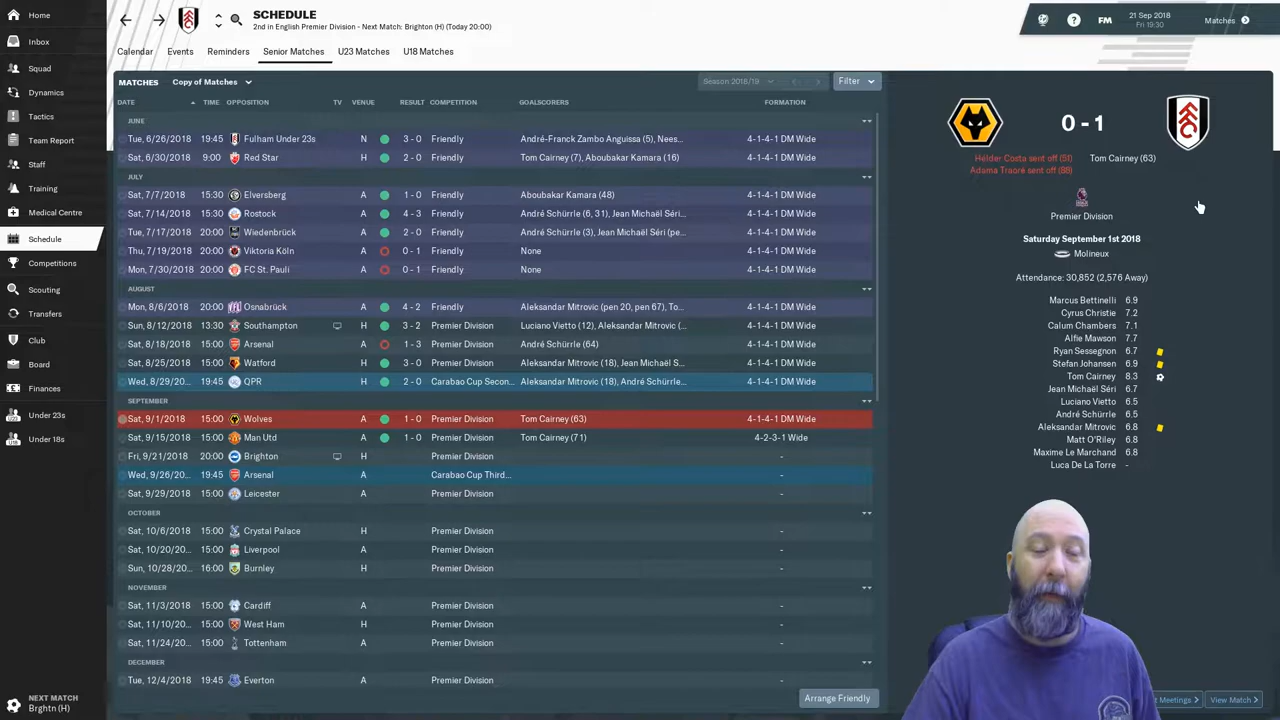 Home
SCHEDULE
2nd in English Premier Division - Next Match: Brighton (H) (Today 20:00)
FM
21 Sep 2018
Fri 19:30
Matches
Inbox
Squad
Dynamics
Tactics
Team Report
Staff
Training
Medical Centre
Schedule
Competitions
Scouting
Transfers
Club
Board
Finances
Under 23s
Under 18s
NEXT MATCH
Brghtn (H)
Calendar Events Reminders Senior Matches U23 Matches U18 Matches
MATCHES Copy of Matches Season 2018/19 Filter
DATE TIME OPPOSITION TV VENUE RESULT COMPETITION GOALSCORERS FORMATION
JUNE
Tue, 6/26/2018 19:45 Fulham Under 23s N 3 - 0 Friendly André-Franck Zambo Anguissa (5), Nees... 4-1-4-1 DM Wide
Sat, 6/30/2018 9:00 Red Star H 2 - 0 Friendly Tom Cairney (7), Aboubakar Kamara (16) 4-1-4-1 DM Wide
JULY
Sat, 7/7/2018 15:30 Elversberg A 1 - 0 Friendly Aboubakar Kamara (48) 4-1-4-1 DM Wide
Sat, 7/14/2018 15:30 Rostock A 4 - 3 Friendly André Schürrle (6, 31), Jean Michaël Seri... 4-1-4-1 DM Wide
Tue, 7/17/2018 20:00 Wiedenbrück A 2 - 0 Friendly André Schürrle (3), Jean Michaël Séri (pe... 4-1-4-1 DM Wide
Thu, 7/19/2018 20:00 Viktoria Köln A 0 - 1 Friendly None 4-1-4-1 DM Wide
Mon, 7/30/2018 20:00 FC St. Pauli A 0 - 1 Friendly None 4-1-4-1 DM Wide
AUGUST
Mon, 8/6/2018 20:00 Osnabrück A 4 - 2 Friendly Aleksandar Mitrovic (pen 20, pen 67), To... 4-1-4-1 DM Wide
Sun, 8/12/2018 13:30 Southampton H 3 - 2 Premier Division Luciano Vietto (12), Aleksandar Mitrovic (... 4-1-4-1 DM Wide
Sat, 8/18/2018 15:00 Arsenal A 1 - 3 Premier Division André Schürrle (64) 4-1-4-1 DM Wide
Sat, 8/25/2018 15:00 Watford H 3 - 0 Premier Division Aleksandar Mitrovic (18), Jean Michaël S... 4-1-4-1 DM Wide
Wed, 8/29/20... 19:45 QPR H 2 - 0 Carabao Cup Secon... Aleksandar Mitrovic (18), André Schürrle... 4-1-4-1 DM Wide
SEPTEMBER
Sat, 9/1/2018 15:00 Wolves A 1 - 0 Premier Division Tom Cairney (63) 4-1-4-1 DM Wide
Sat, 9/15/2018 15:00 Man Utd A 1 - 0 Premier Division Tom Cairney (71) 4-2-3-1 Wide
Fri, 9/21/2018 20:00 Brighton H Premier Division -
Wed, 9/26/20... 19:45 Arsenal A Carabao Cup Third... -
Sat, 9/29/2018 15:00 Leicester A Premier Division -
OCTOBER
Sat, 10/6/2018 15:00 Crystal Palace H Premier Division -
Sat, 10/20/20... 15:00 Liverpool A Premier Division -
Sun, 10/28/20... 16:00 Burnley H Premier Division -
NOVEMBER
Sat, 11/3/2018 15:00 Cardiff A Premier Division -
Sat, 11/10/20... 15:00 West Ham H Premier Division -
Sat, 11/24/20... 15:00 Tottenham A Premier Division -
DECEMBER
Tue, 12/4/2018 19:45 Everton A Premier Division -
Arrange Friendly
0 - 1
Hélder Costa sent off (51) Tom Cairney (63)
Adama Traoré sent off (88)
Premier Division
Saturday September 1st 2018
Molineux
Attendance: 30,852 (2,576 Away)
Marcus Bettinelli 6.9
Cyrus Christie 7.2
Calum Chambers 7.1
Alfie Mawson 7.7
Ryan Sessegnon 6.7
Stefan Johansen 6.9
Tom Cairney 8.3
Jean Michaël Séri 6.7
Luciano Vietto 6.5
André Schürrle 6.5
Aleksandar Mitrovic 6.8
Matt O'Riley 6.8
Maxime Le Marchand 6.8
Luca De La Torre -
Meetings View Match